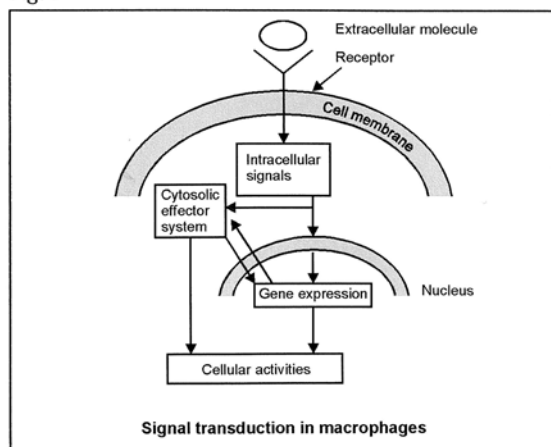 Extracellular molecule
Receptor
Cell membrane
Intracellular
signals
Cytosolic
effector
system
Gene expression
Nucleus
Cellular activities
Signal transduction in macrophages